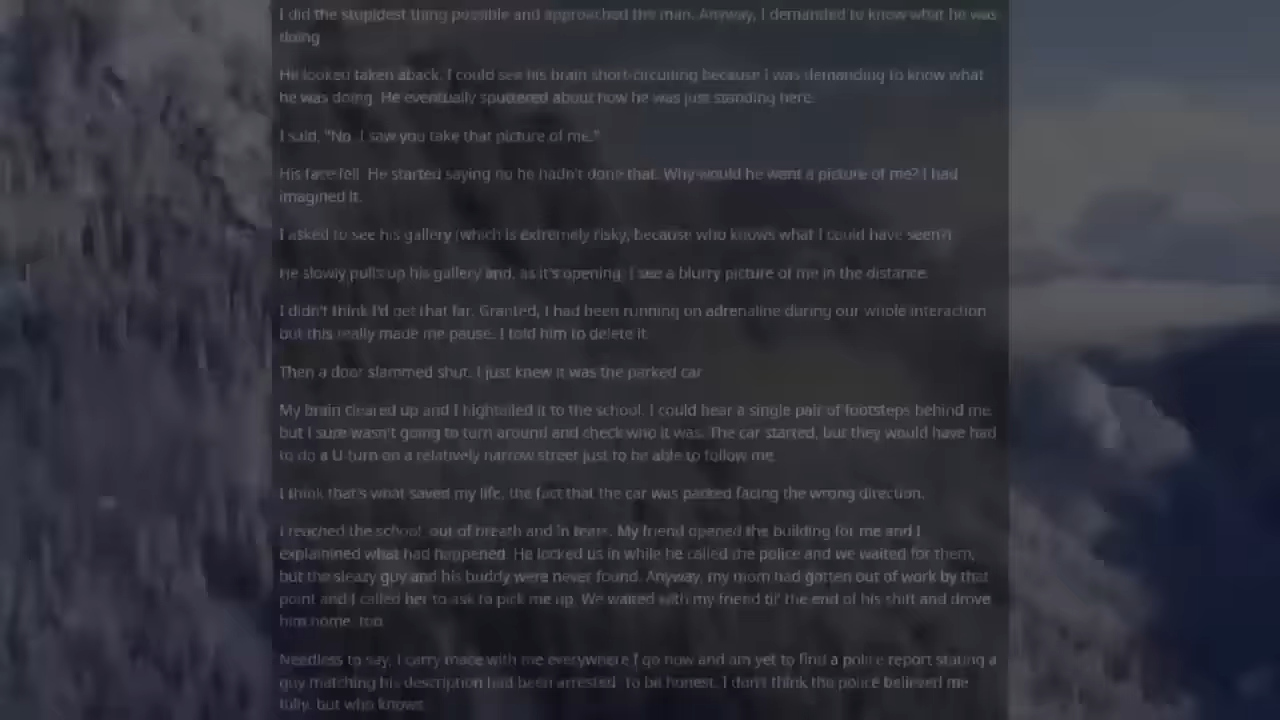 I did the stupidest thing possible and approached the man. Anyway, I demanded to know what he was
doing.
He looked taken aback. I could see his brain short-circuiting because I was demanding to know what
he was doing. He eventually sputtered about how he was just standing here.
I said, "No. I saw you take that picture of me."
His face fell. He started saying no he hadn't done that. Why would he want a picture of me? I had
imagined it.
I asked to see his gallery (which is extremely risky, because who knows what I could have seen?)
He slowly pulls up his gallery and, as it's opening, I see a blurry picture of me in the distance.
I didn't think I'd get that far. Granted, I had been running on adrenaline during our whole interaction
but this really made me pause. I told him to delete it.
Then a door slammed shut. I just knew it was the parked car.
My brain cleared up and I hightailed it to the school. I could hear a single pair of footsteps behind me
but I sure wasn't going to turn around and check who it was. The car started, but they would have had
to do a U turn on a relatively narrow street just to be able to follow me.
I think that's what saved my life, the fact that the car was parked facing the wrong direction.
I reached the school, out of breath and in tears. My friend opened the building for me and I
explainined what had happened. He locked us in while he called the police and we waited for them,
but the sleazy guy and his buddy were never found. Anyway, my mom had gotten out of work by that
point and I called her to ask to pick me up. We waited with my friend til' the end of his shift and drove
him home, too.
Needless to say, I carry mace with me everywhere I go now and am yet to find a police report stating a
guy matching his description had been arrested. To be honest, I don't think the police believed me
fully, but who knows.